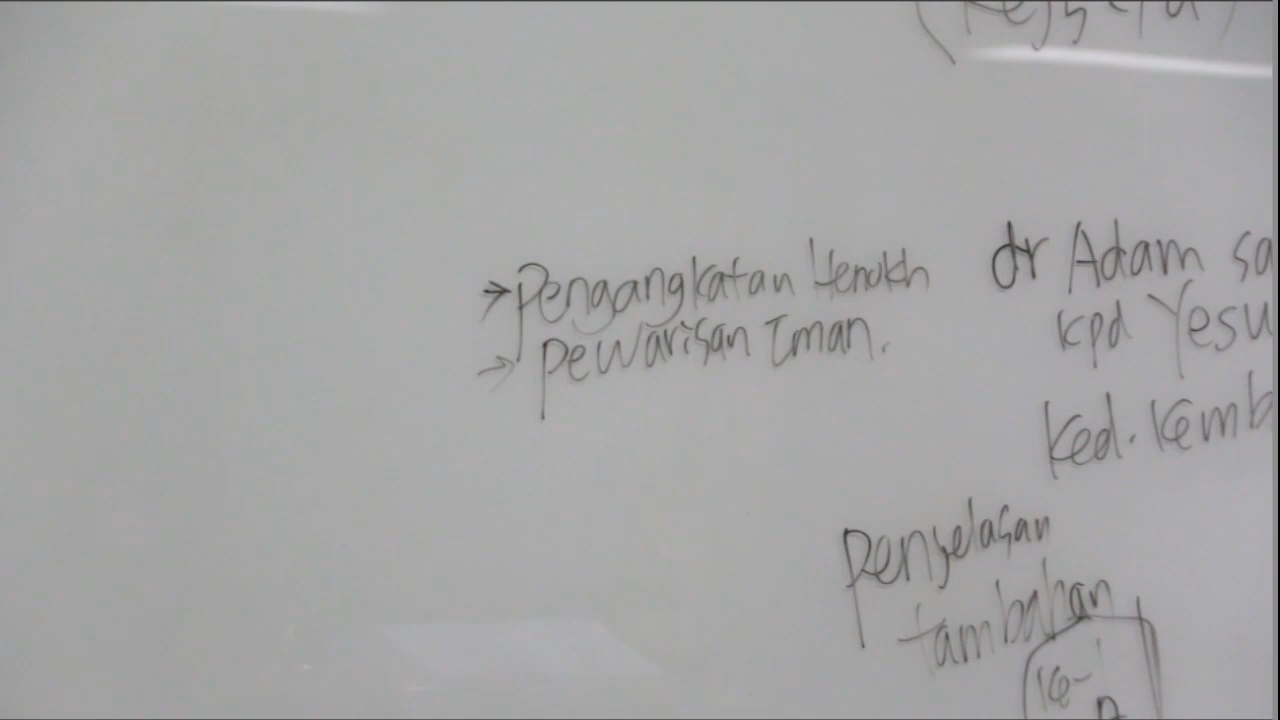 → Pengangkatan Henokh
→ Pewarisan Iman.
dr Adam sa
kpd Yesu
Ked. Kemb
Penjelasan
tambahan